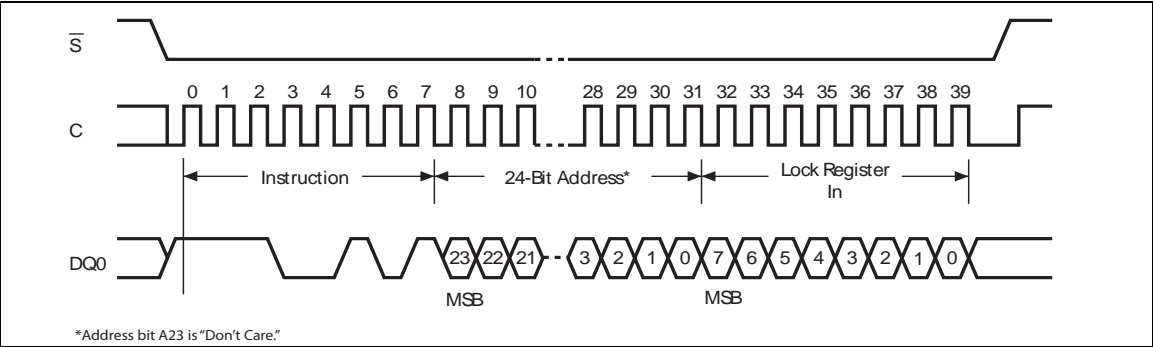 S
0 1 2 3 4 5 6 7 8 9 10 28 29 30 31 32 33 34 35 36 37 38 39
C
Instruction 24-Bit Address* Lock Register
In
DQ0 23 22 21 3 2 1 0 7 6 5 4 3 2 1 0
MSB MSB
*Address bit A23 is “Don’t Care.”